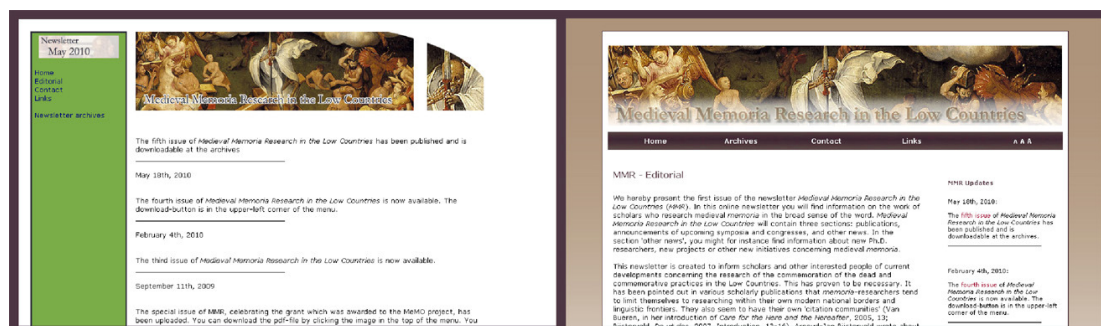 Newsletter
May 2010
Home
Editorial
Contact
Links
Newsletter archives
Medieval Memoria Research in the Low Countries
The fifth issue of Medieval Memoria Research in the Low Countries has been published and is
downloadable at the archives
May 18th, 2010
The fourth issue of Medieval Memoria Research in the Low Countries is now available. The
download-button is in the upper-left corner of the menu.
February 4th, 2010
The third issue of Medieval Memoria Research in the Low Countries is now available.
September 11th, 2009
The special issue of MMR, celebrating the grant which was awarded to the MeMO project, has
been uploaded. You can download the pdf-file by clicking the image in the top of the menu. You
Medieval Memoria Research in the Low Countries
Home Archives Contact Links A A A
MMR - Editorial
We hereby present the first issue of the newsletter Medieval Memoria Research in the
Low Countries (MMR). In this online newsletter you will find information on the work of
scholars who research medieval memoria in the broad sense of the word. Medieval
Memoria Research in the Low Countries will contain three sections: publications,
announcements of upcoming symposia and congresses, and other news. In the
section 'other news', you might for instance find information about new Ph.D.
researchers, new projects or other new initiatives concerning medieval memoria.
This newsletter is created to inform scholars and other interested people of current
developments concerning the research of the commemoration of the dead and
commemorative practices in the Low Countries. This has proven to be necessary. It
has been pointed out in various scholarly publications that memoria-researchers tend
to limit themselves to researching within their own modern national borders and
linguistic frontiers. They also seem to have their own 'citation communities' (Van
Bueren, in her introduction of Care for the Here and the Hereafter, 2005, 13;
MMR Updates
May 18th, 2010:
The fifth issue of Medieval Memoria
Research in the Low Countries has
been published and is
downloadable at the archives.
February 4th, 2010:
The fourth issue of Medieval
Memoria Research in the Low
Countries is now available. The
download-button is in the upper-left
corner of the menu.